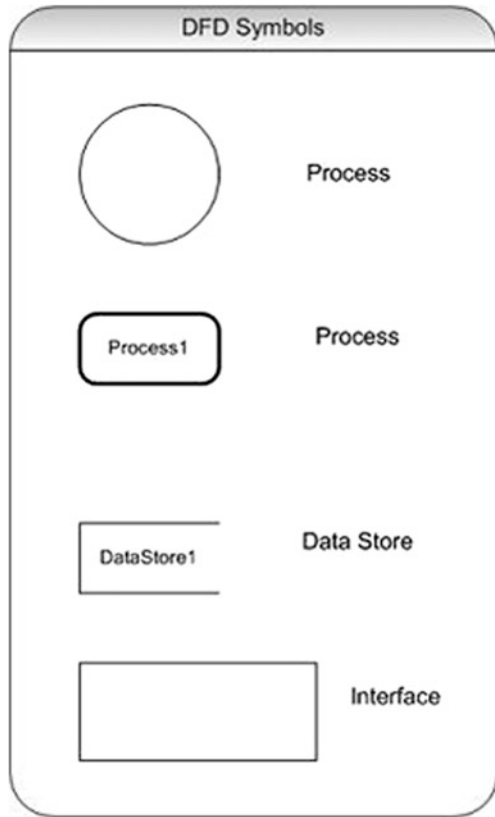 DFD Symbols
Process
Process1
Process
DataStore1
Data Store
Interface